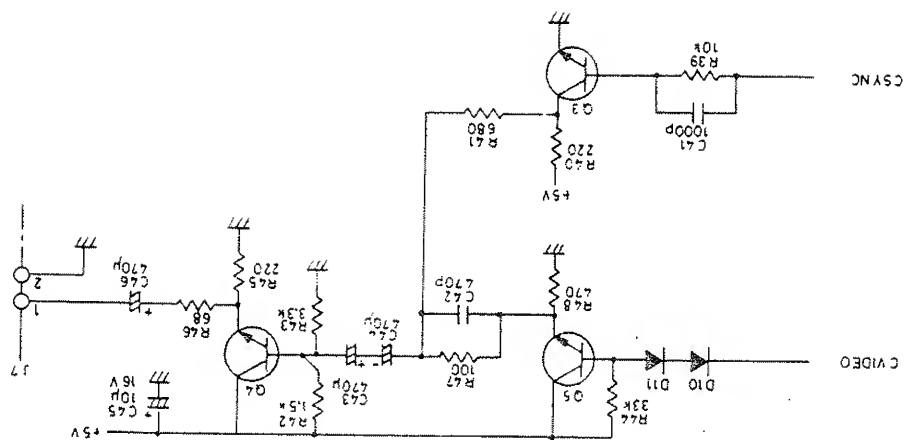 +5V
R44
33k
R42
1.5k
C45
10µ
16V
CVIDEO
D10
D11
Q5
R47
100
C43
470µ
C44
470µ
Q4
J7
R48
470
C42
470p
R43
3.3k
R45
220
R46
68
C46
470µ
1
2
+5V
R40
220
R41
680
C41
1000p
Q3
CSYNC
R39
10k